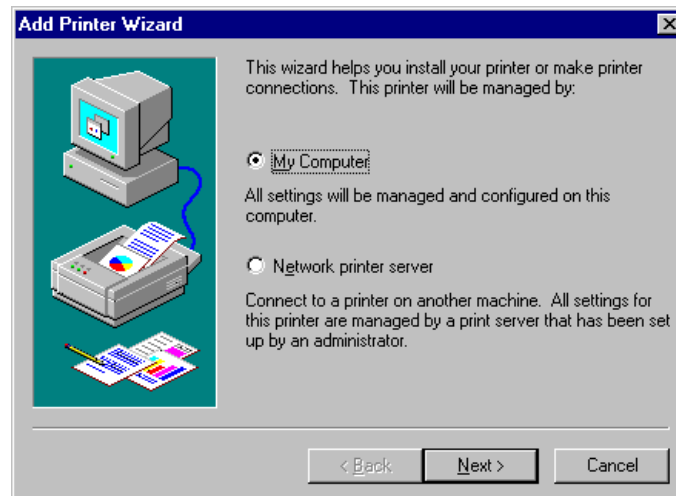 Add Printer Wizard
This wizard helps you install your printer or make printer
connections.  This printer will be managed by:
My Computer
All settings will be managed and configured on this
computer.
Network printer server
Connect to a printer on another machine.  All settings for
this printer are managed by a print server that has been set
up by an administrator.
< Back
Next >
Cancel